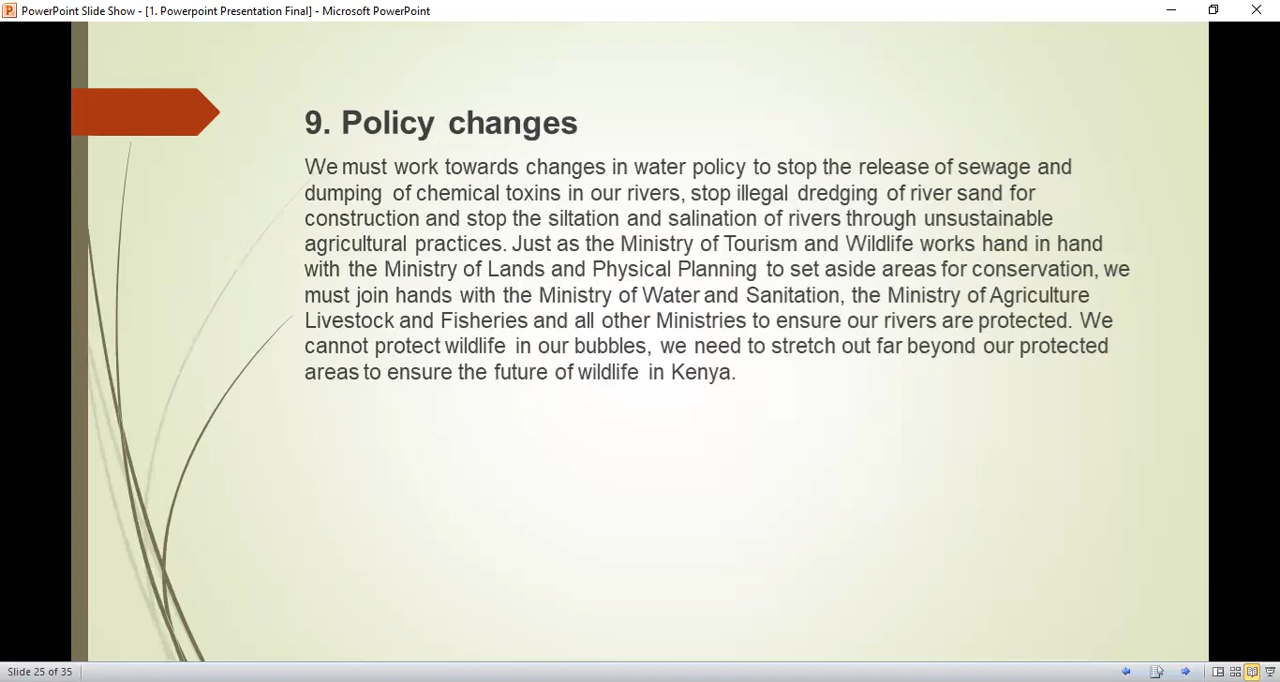 PowerPoint Slide Show - [1. Powerpoint Presentation Final] - Microsoft PowerPoint
9. Policy changes
We must work towards changes in water policy to stop the release of sewage and
dumping of chemical toxins in our rivers, stop illegal dredging of river sand for
construction and stop the siltation and salination of rivers through unsustainable
agricultural practices. Just as the Ministry of Tourism and Wildlife works hand in hand
with the Ministry of Lands and Physical Planning to set aside areas for conservation, we
must join hands with the Ministry of Water and Sanitation, the Ministry of Agriculture
Livestock and Fisheries and all other Ministries to ensure our rivers are protected. We
cannot protect wildlife in our bubbles, we need to stretch out far beyond our protected
areas to ensure the future of wildlife in Kenya.
Slide 25 of 35